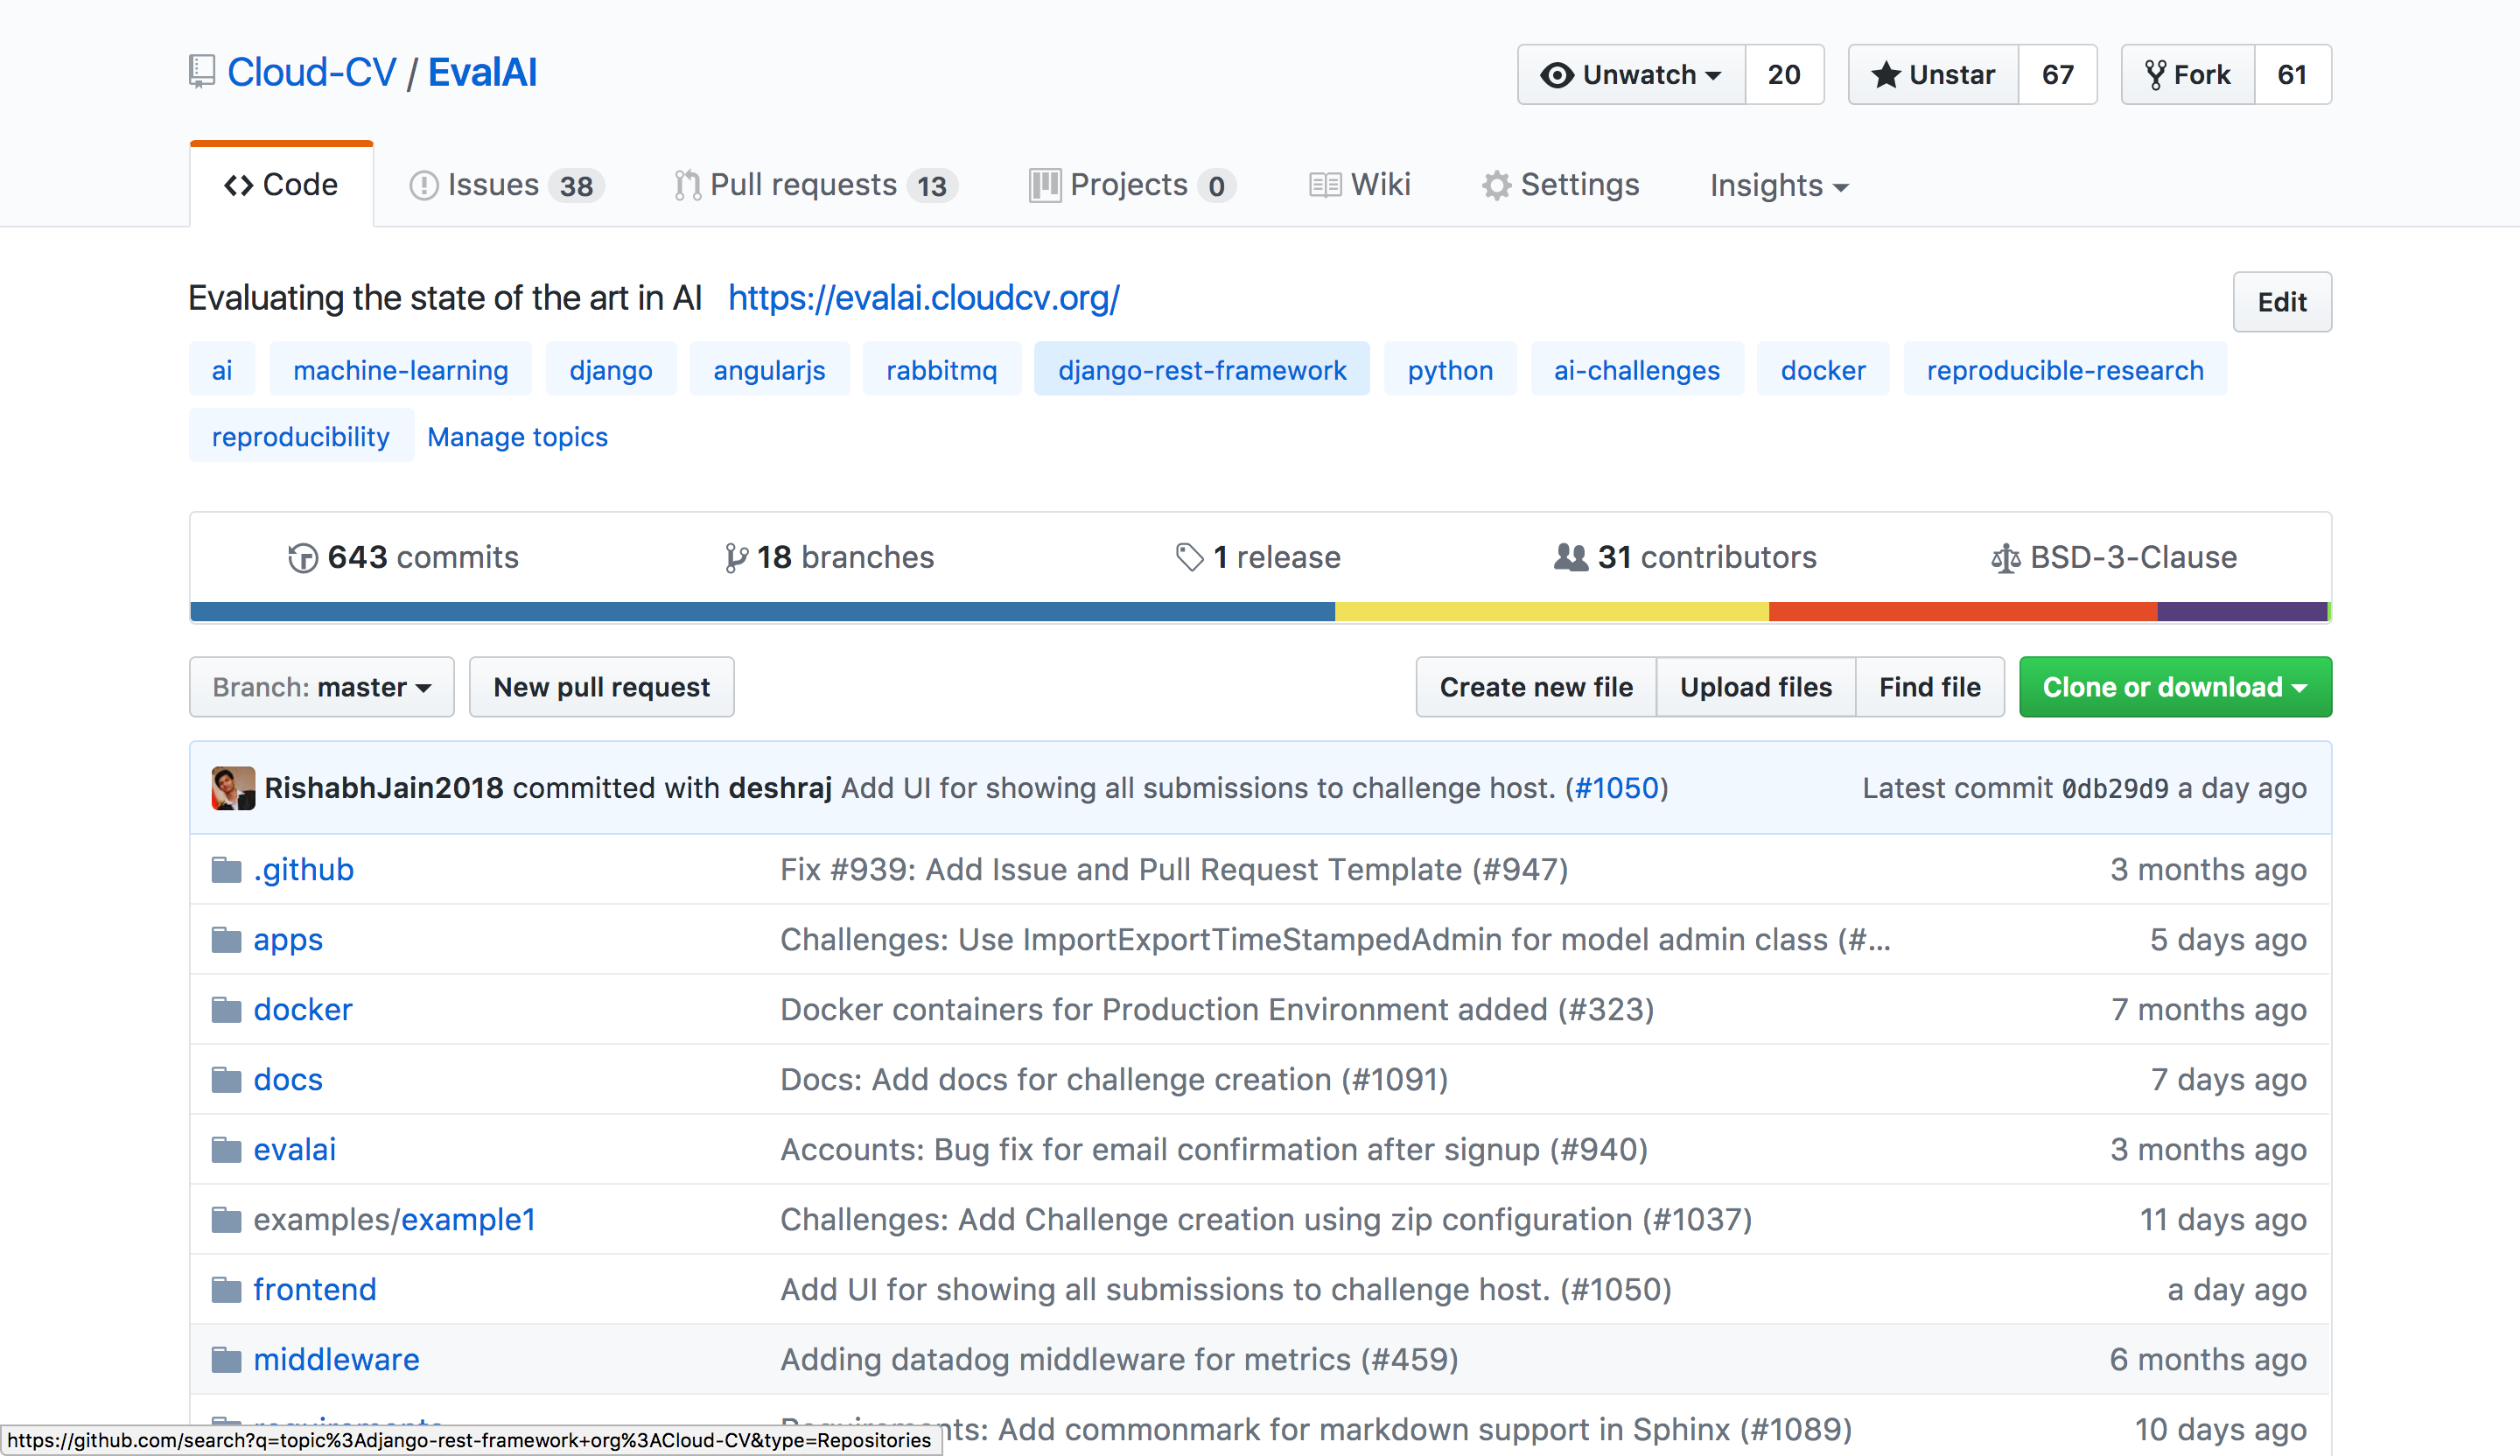 Cloud-CV / EvalAI Unwatch 20 Unstar 67 Fork 61
Code Issues 38 Pull requests 13 Projects 0 Wiki Settings Insights
Evaluating the state of the art in AI https://evalai.cloudcv.org/ Edit
ai machine-learning django angularjs rabbitmq django-rest-framework python ai-challenges docker reproducible-research
reproducibility Manage topics
643 commits 18 branches 1 release 31 contributors BSD-3-Clause
Branch: master New pull request Create new file Upload files Find file Clone or download
RishabhJain2018 committed with deshraj Add UI for showing all submissions to challenge host. (#1050) Latest commit 0db29d9 a day ago
.github Fix #939: Add Issue and Pull Request Template (#947) 3 months ago
apps Challenges: Use ImportExportTimeStampedAdmin for model admin class (#... 5 days ago
docker Docker containers for Production Environment added (#323) 7 months ago
docs Docs: Add docs for challenge creation (#1091) 7 days ago
evalai Accounts: Bug fix for email confirmation after signup (#940) 3 months ago
examples/example1 Challenges: Add Challenge creation using zip configuration (#1037) 11 days ago
frontend Add UI for showing all submissions to challenge host. (#1050) a day ago
middleware Adding datadog middleware for metrics (#459) 6 months ago
requirements Requirements: Add commonmark for markdown support in Sphinx (#1089) 10 days ago
https://github.com/search?q=topic%3Adjango-rest-framework+org%3ACloud-CV&type=Repositories